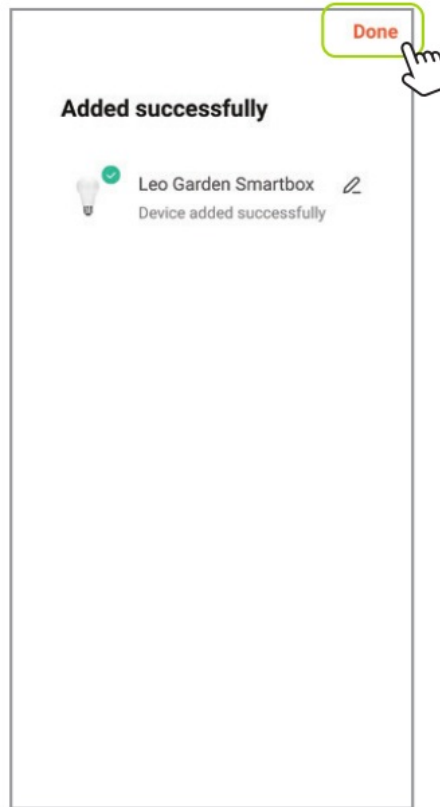 Done
Added successfully
Leo Garden Smartbox
Device added successfully